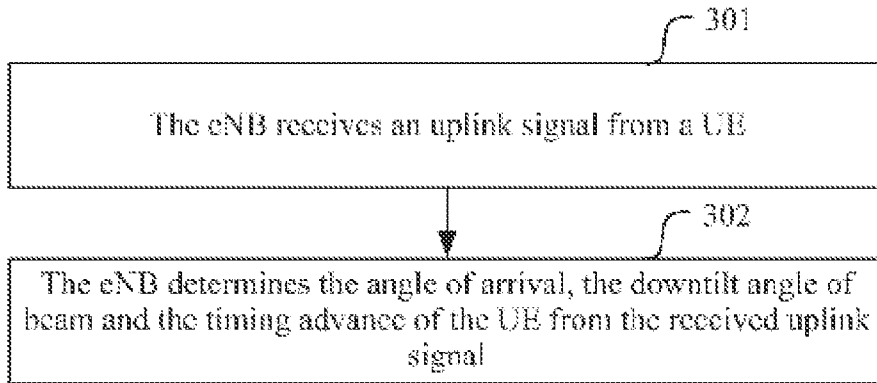 301
The eNB receives an uplink signal from a UE
302
The eNB determines the angle of arrival, the downtilt angle of
beam and the timing advance of the UE from the received uplink
signal